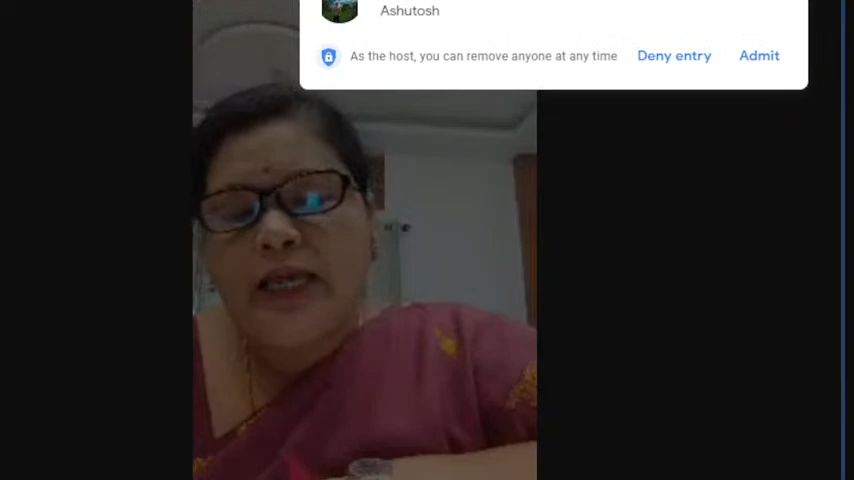 Ashutosh
As the host, you can remove anyone at any time Deny entry Admit